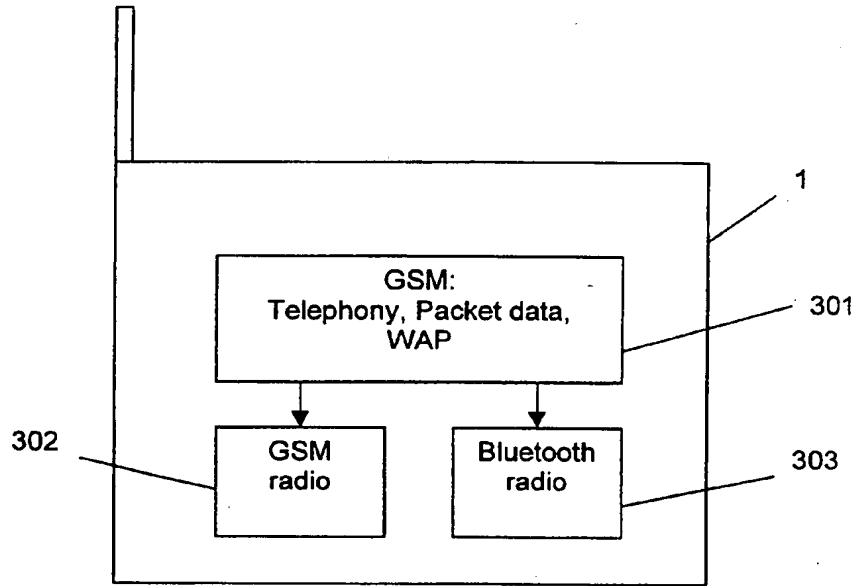 1
GSM:
Telephony, Packet data,
WAP
301
302
GSM
radio
Bluetooth
radio
303